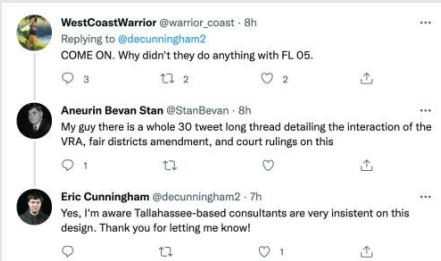 WestCoastWarrior @warrior_coast · 8h
Replying to @decunningham2
COME ON. Why didn't they do anything with FL 05.
3 2 2
Aneurin Bevan Stan @StanBevan · 8h
My guy there is a whole 30 tweet long thread detailing the interaction of the
VRA, fair districts amendment, and court rulings on this
1
Eric Cunningham @decunningham2 · 7h
Yes, I'm aware Tallahassee-based consultants are very insistent on this
design. Thank you for letting me know!
1